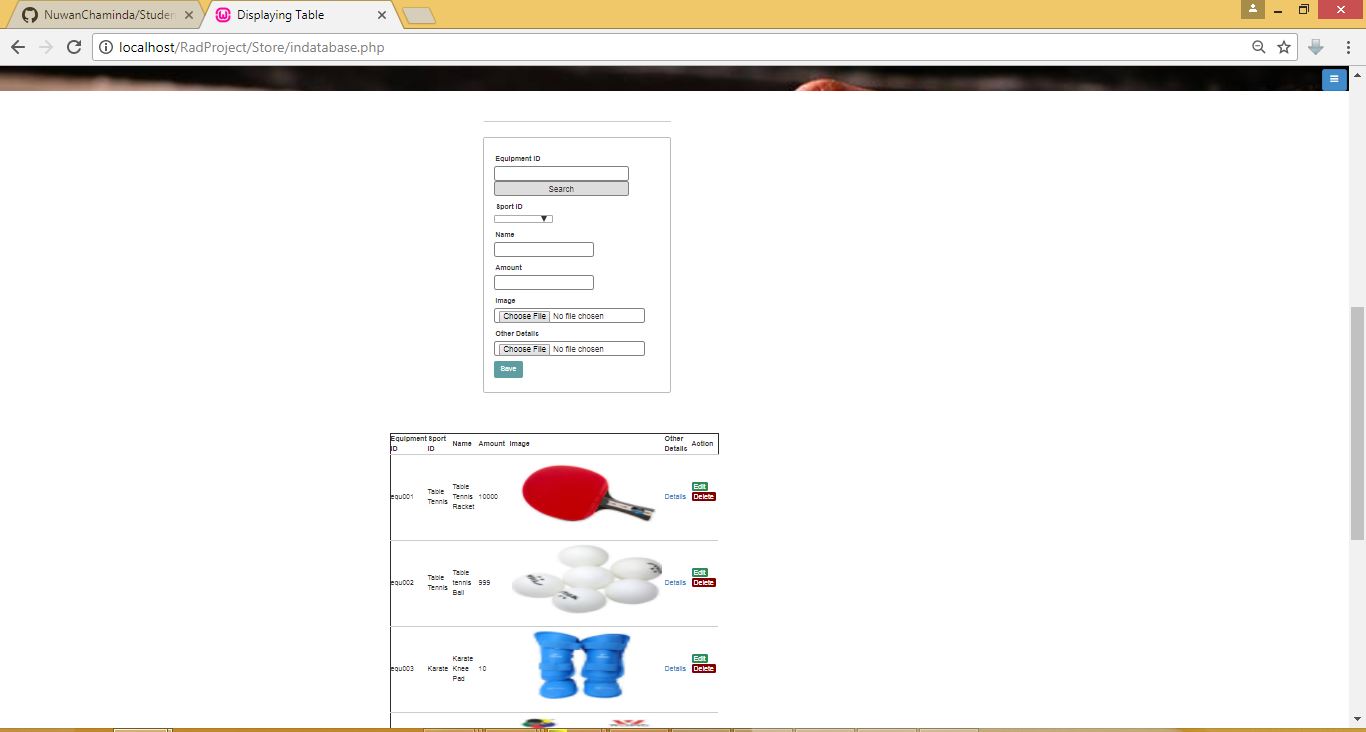 NuwanChaminda/Studen
Displaying Table
localhost/RadProject/Store/indatabase.php
Equipment ID
Search
Sport ID
Name
Amount
Image
Choose File No file chosen
Other Details
Choose File No file chosen
Save
Equipment ID Sport ID Name Amount Image Other Details Action
equ001 Table Tennis Table Tennis Racket 10000 Details Edit Delete
equ002 Table Tennis Table tennis Ball 999 Details Edit Delete
equ003 Karate Karate Knee Pad 10 Details Edit Delete